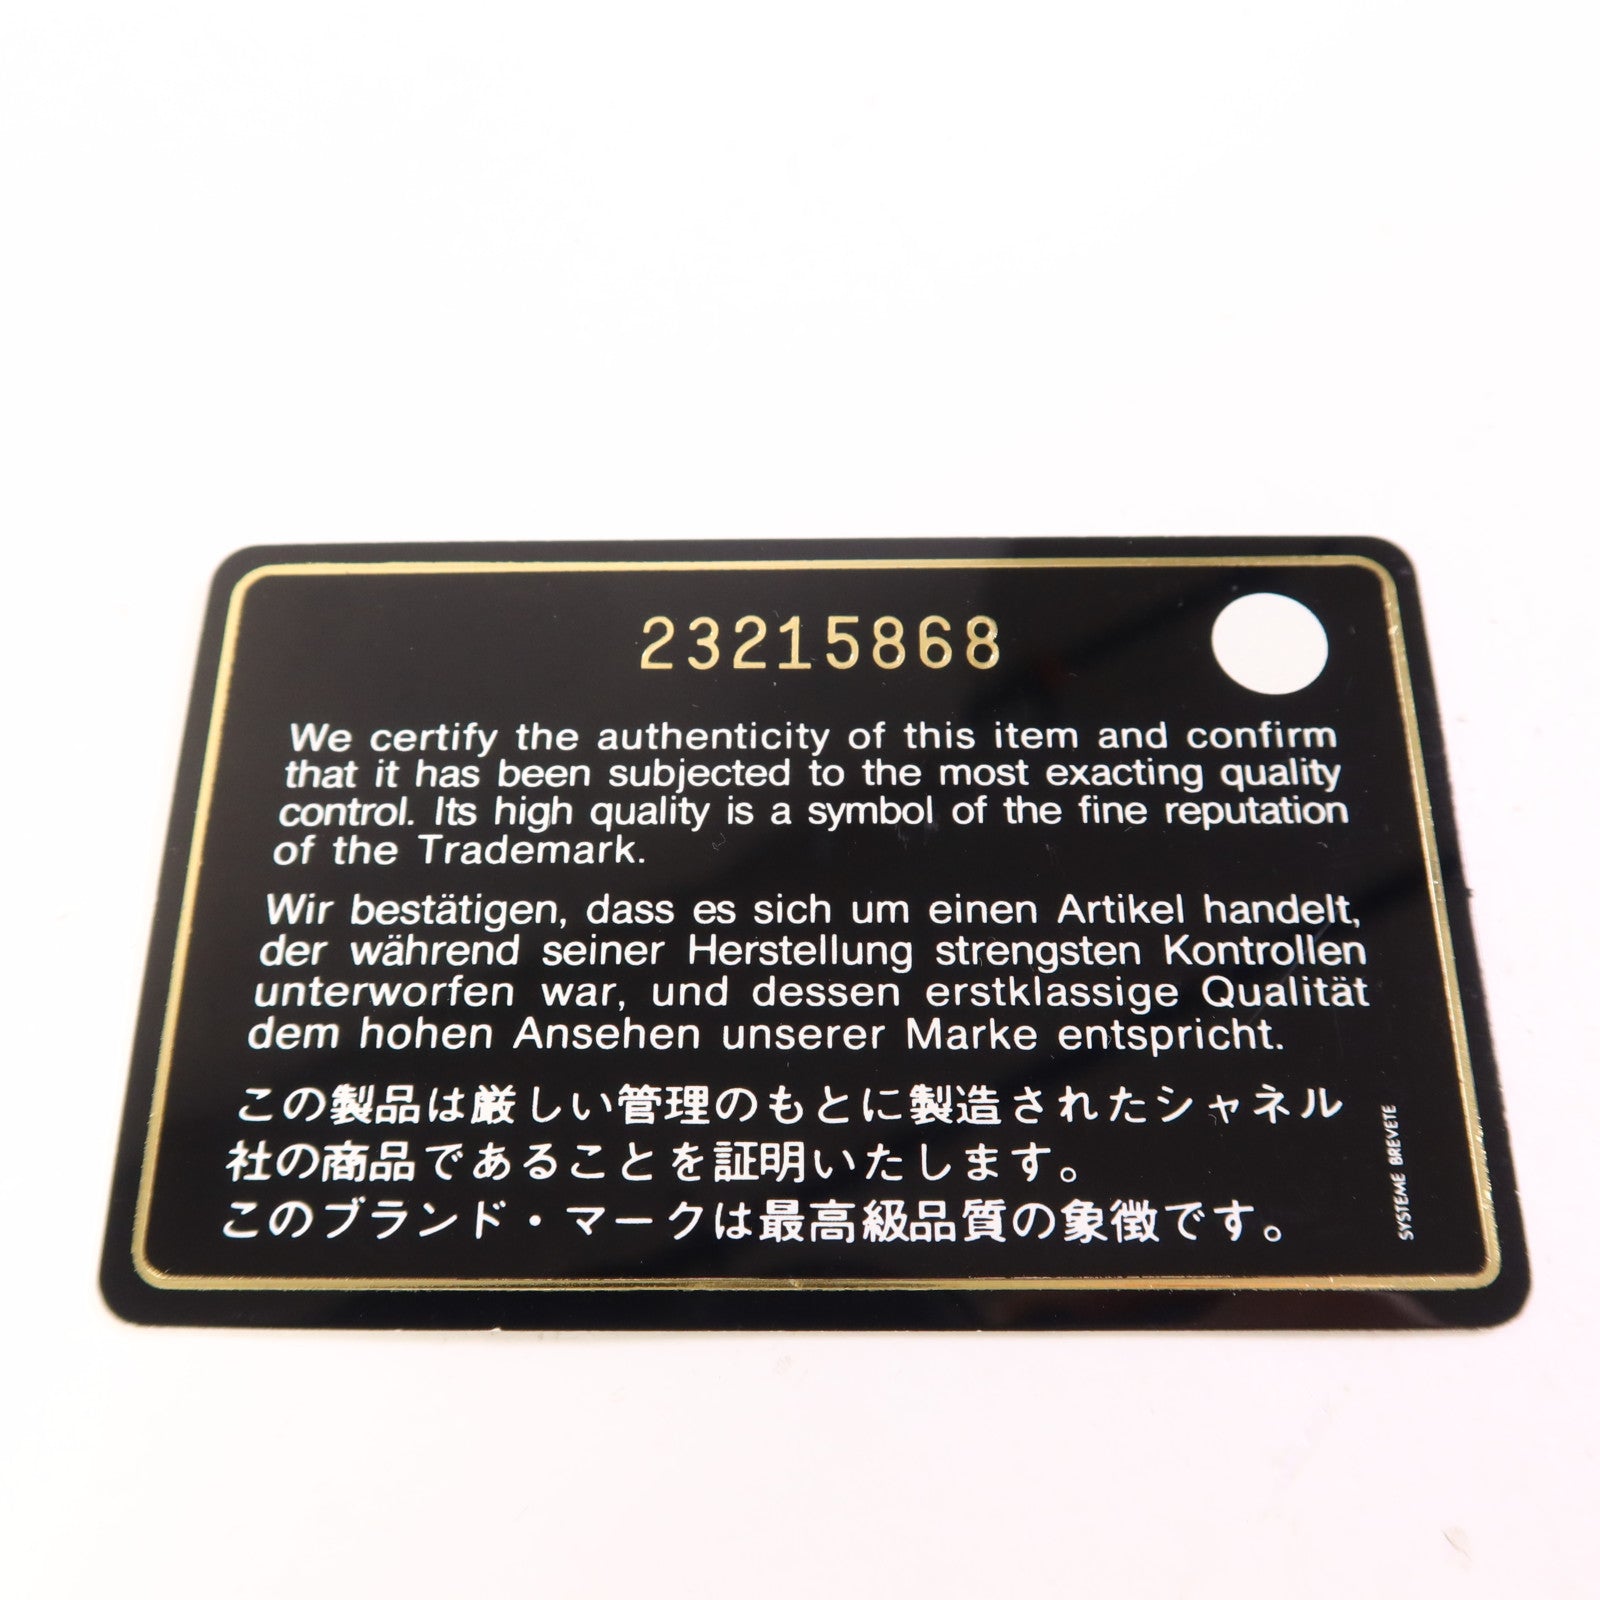 23215868
We certify the authenticity of this item and confirm
that it has been subjected to the most exacting quality
control. Its high quality is a symbol of the fine reputation
of the Trademark.
Wir bestätigen, dass es sich um einen Artikel handelt,
der während seiner Herstellung strengsten Kontrollen
unterworfen war, und dessen erstklassige Qualität
dem hohen Ansehen unserer Marke entspricht.
この製品は厳しい管理のもとに製造されたシャネル
社の商品であることを証明いたします。
このブランド・マークは最高級品質の象徴です。
SYSTEME BREVETE